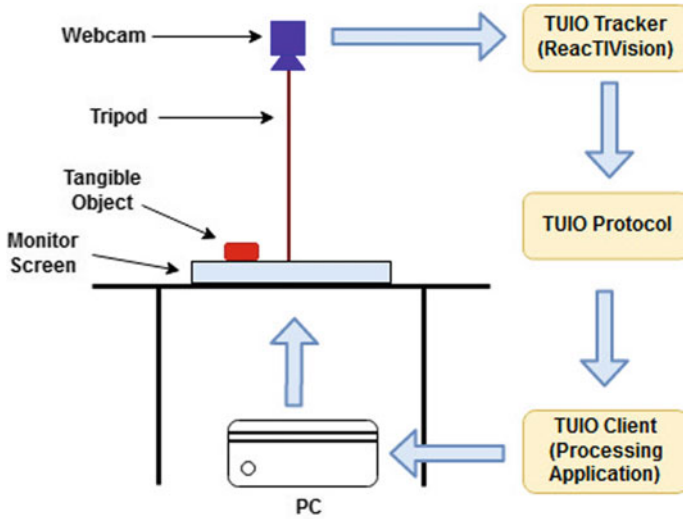 Webcam
Tripod
Tangible
Object
Monitor
Screen
PC
TUIO Tracker
(ReacTIVision)
TUIO Protocol
TUIO Client
(Processing
Application)